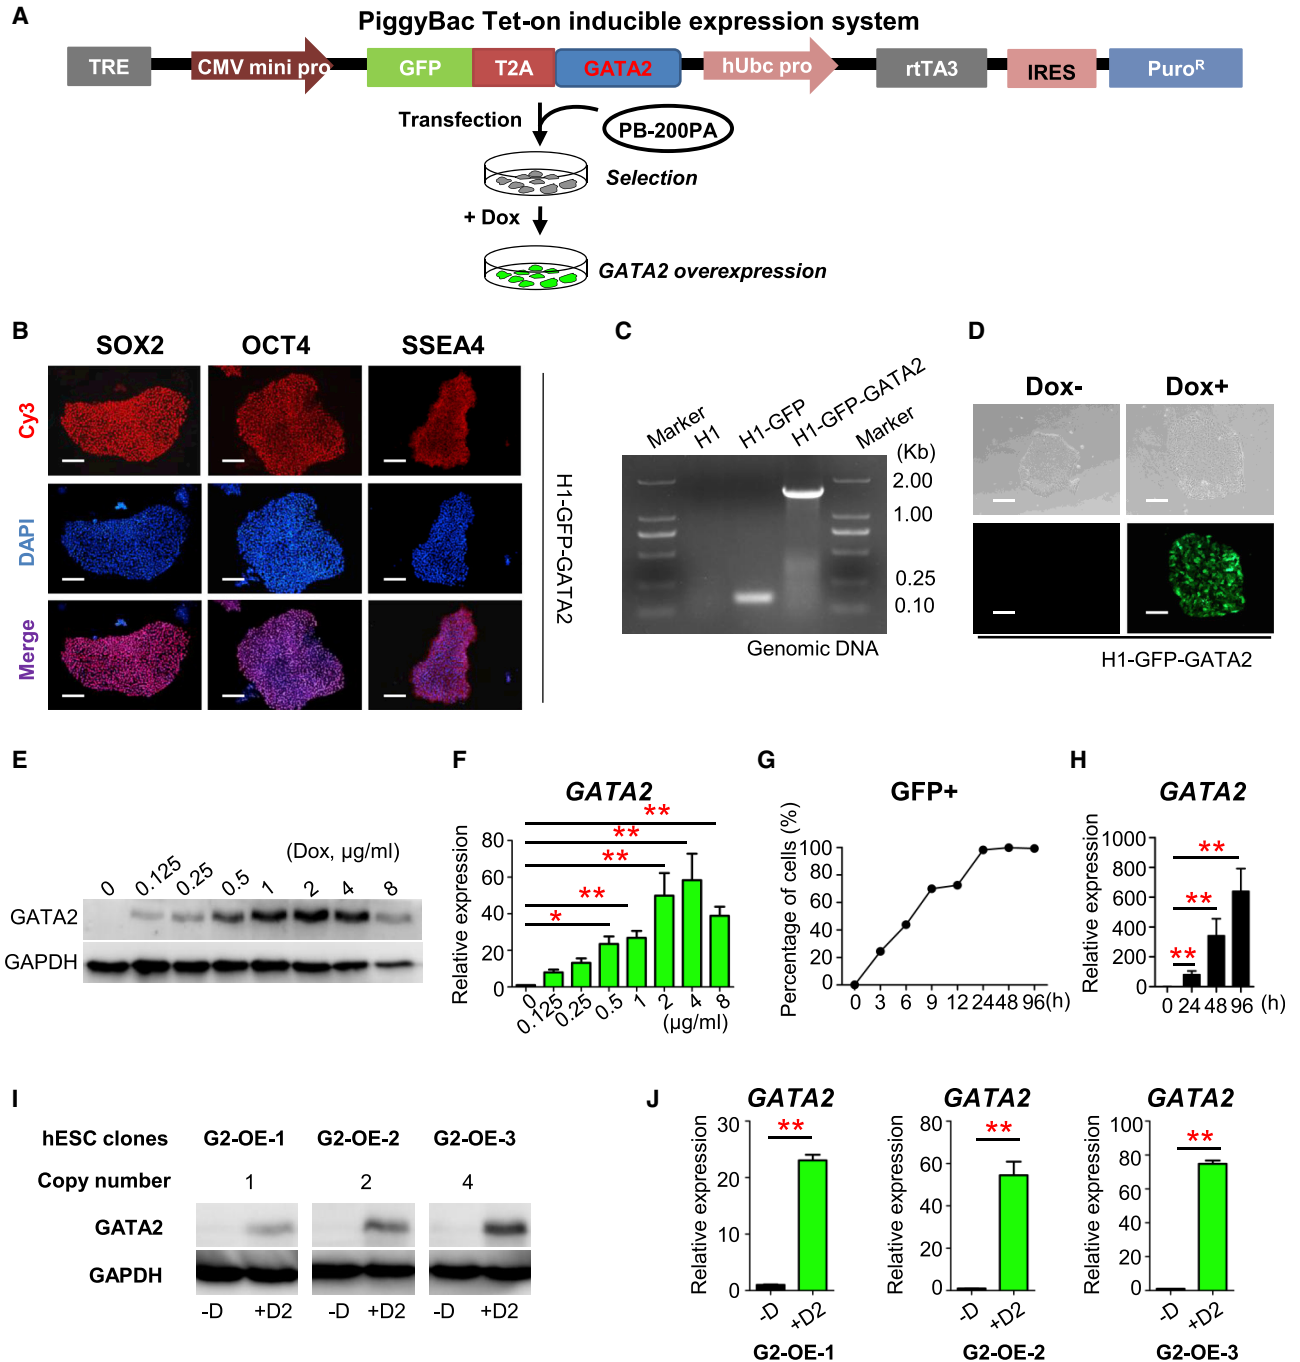 A
PiggyBac Tet-on inducible expression system
TRE CMV mini pro GFP T2A GATA2 hUbc pro rtTA3 IRES Puro^R
Transfection PB-200PA
Selection
+ Dox
GATA2 overexpression
B
SOX2 OCT4 SSEA4
Cy3
DAPI
Merge
H1-GFP-GATA2
C
Marker H1 H1-GFP H1-GFP-GATA2 Marker
(Kb)
2.00
1.00
0.25
0.10
Genomic DNA
D
Dox- Dox+
H1-GFP-GATA2
E
(Dox, µg/ml)
0 0.125 0.25 0.5 1 2 4 8
GATA2
GAPDH
F
GATA2
Relative expression
80
60
40
20
0
**
**
**
**
*
0 0.125 0.25 0.5 1 2 4 8
(µg/ml)
G
GFP+
Percentage of cells (%)
100
80
60
40
20
0
0 3 6 9 12 24 48 96 (h)
H
GATA2
Relative expression
1000
800
600
400
200
0
**
**
**
0 24 48 96 (h)
I
hESC clones G2-OE-1 G2-OE-2 G2-OE-3
Copy number 1 2 4
GATA2
GAPDH
-D +D2 -D +D2 -D +D2
J
GATA2
Relative expression
30
20
10
0
**
-D +D2
G2-OE-1
GATA2
Relative expression
80
60
40
20
0
**
-D +D2
G2-OE-2
GATA2
Relative expression
100
80
60
40
20
0
**
-D +D2
G2-OE-3